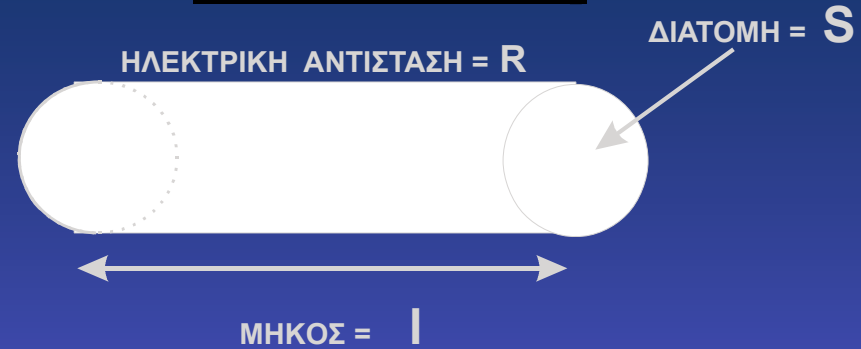 ΔΙΑΤΟΜΗ = S
ΗΛΕΚΤΡΙΚΗ ΑΝΤΙΣΤΑΣΗ = R
ΜΗΚΟΣ = l